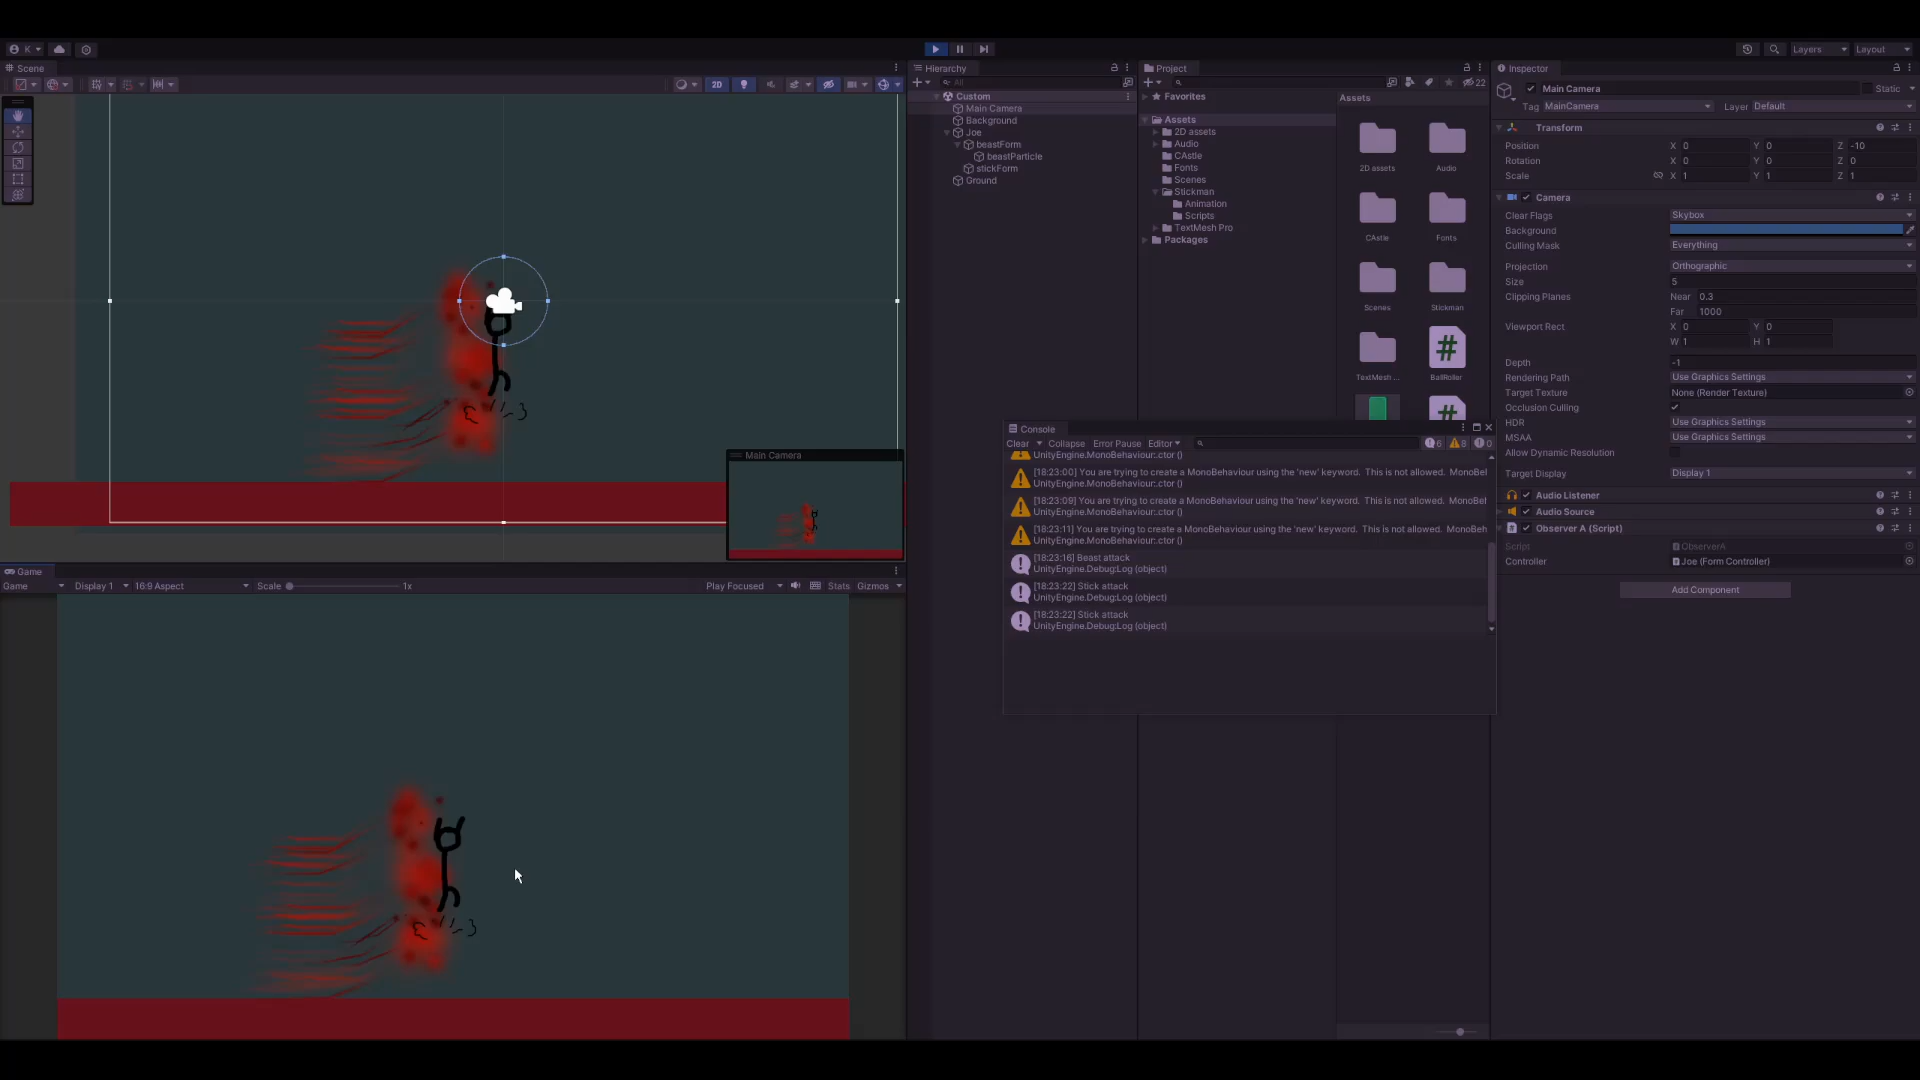 K
Layers
Layout
Scene
2D
Game
Game
Display 1
16:9 Aspect
Scale
1x
Play Focused
Stats
Gizmos
Main Camera
Hierarchy
All
Custom
Main Camera
Background
Joe
beastForm
beastParticle
stickForm
Ground
Project
22
Favorites
Assets
2D assets
Audio
CAstle
Fonts
Scenes
Stickman
Animation
Scripts
TextMesh Pro
Packages
Assets
2D assets
Audio
CAstle
Fonts
Scenes
Stickman
TextMesh ...
BallRoller
Console
Clear
Collapse
Error Pause
Editor
6
8
0
UnityEngine.MonoBehaviour:.ctor ()
[18:23:00] You are trying to create a MonoBehaviour using the 'new' keyword. This is not allowed. MonoBel
UnityEngine.MonoBehaviour:.ctor ()
[18:23:09] You are trying to create a MonoBehaviour using the 'new' keyword. This is not allowed. MonoBel
UnityEngine.MonoBehaviour:.ctor ()
[18:23:11] You are trying to create a MonoBehaviour using the 'new' keyword. This is not allowed. MonoBeh
UnityEngine.MonoBehaviour:.ctor ()
[18:23:16] Beast attack
UnityEngine.Debug:Log (object)
[18:23:22] Stick attack
UnityEngine.Debug:Log (object)
[18:23:22] Stick attack
UnityEngine.Debug:Log (object)
Inspector
Main Camera
Static
Tag MainCamera
Layer Default
Transform
Position X 0 Y 0 Z -10
Rotation X 0 Y 0 Z 0
Scale X 1 Y 1 Z 1
Camera
Clear Flags Skybox
Background
Culling Mask Everything
Projection Orthographic
Size 5
Clipping Planes Near 0.3
Far 1000
Viewport Rect X 0 Y 0
W 1 H 1
Depth -1
Rendering Path Use Graphics Settings
Target Texture None (Render Texture)
Occlusion Culling
HDR Use Graphics Settings
MSAA Use Graphics Settings
Allow Dynamic Resolution
Target Display Display 1
Audio Listener
Audio Source
Observer A (Script)
Script ObserverA
Controller Joe (Form Controller)
Add Component